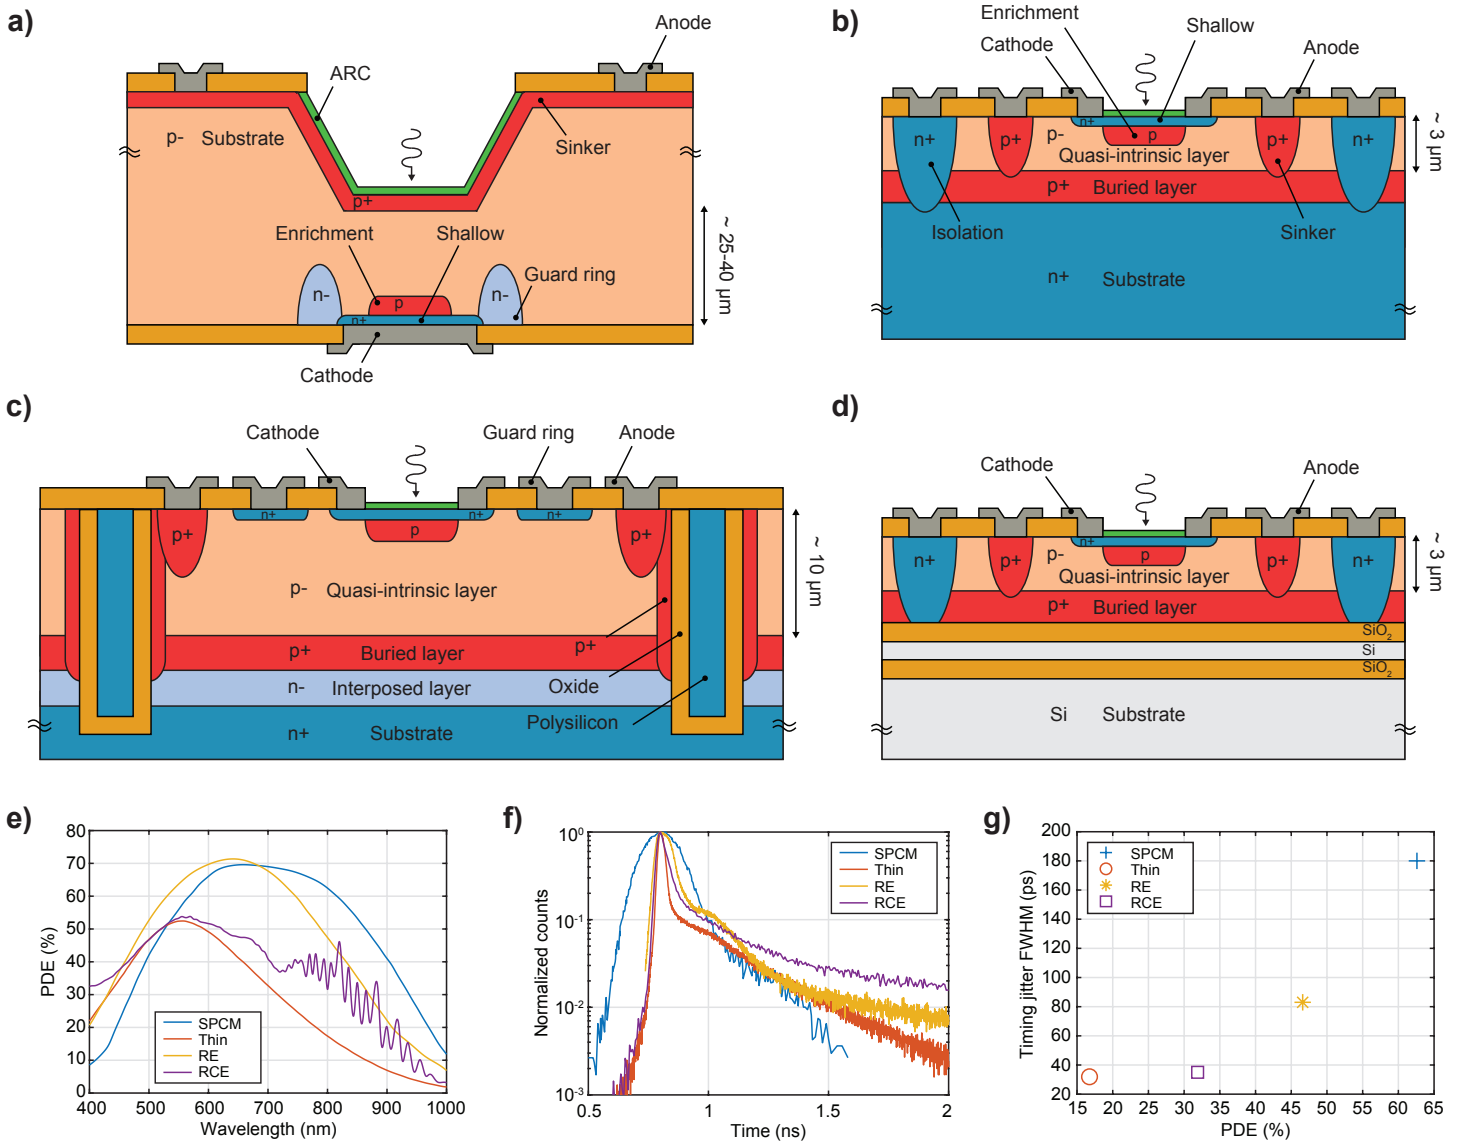 a)
Anode
ARC
p- Substrate
Sinker
p+
Enrichment
Shallow
Guard ring
n-
p
n-
n+
Cathode
~ 25-40 μm
b)
Enrichment
Shallow
Cathode
Anode
n+
p+
p-
n+
p
p+
n+
Quasi-intrinsic layer
p+ Buried layer
Isolation
Sinker
n+ Substrate
~ 3 μm
c)
Cathode
Guard ring
Anode
p+
n+
n+
n+
p
p+
p- Quasi-intrinsic layer
p+ Buried layer
p+
n- Interposed layer
Oxide
Polysilicon
n+ Substrate
~ 10 μm
d)
Cathode
Anode
n+
p+
p-
n+
p
p+
n+
Quasi-intrinsic layer
p+ Buried layer
SiO2
Si
SiO2
Si Substrate
~ 3 μm
e)
80
70
60
50
40
30
20
10
0
PDE (%)
SPCM
Thin
RE
RCE
400 500 600 700 800 900 1000
Wavelength (nm)
f)
10^0
10^-1
10^-2
10^-3
Normalized counts
SPCM
Thin
RE
RCE
0.5 1 1.5 2
Time (ns)
g)
200
180
160
140
120
100
80
60
40
20
Timing jitter FWHM (ps)
SPCM
Thin
RE
RCE
15 20 25 30 35 40 45 50 55 60 65
PDE (%)